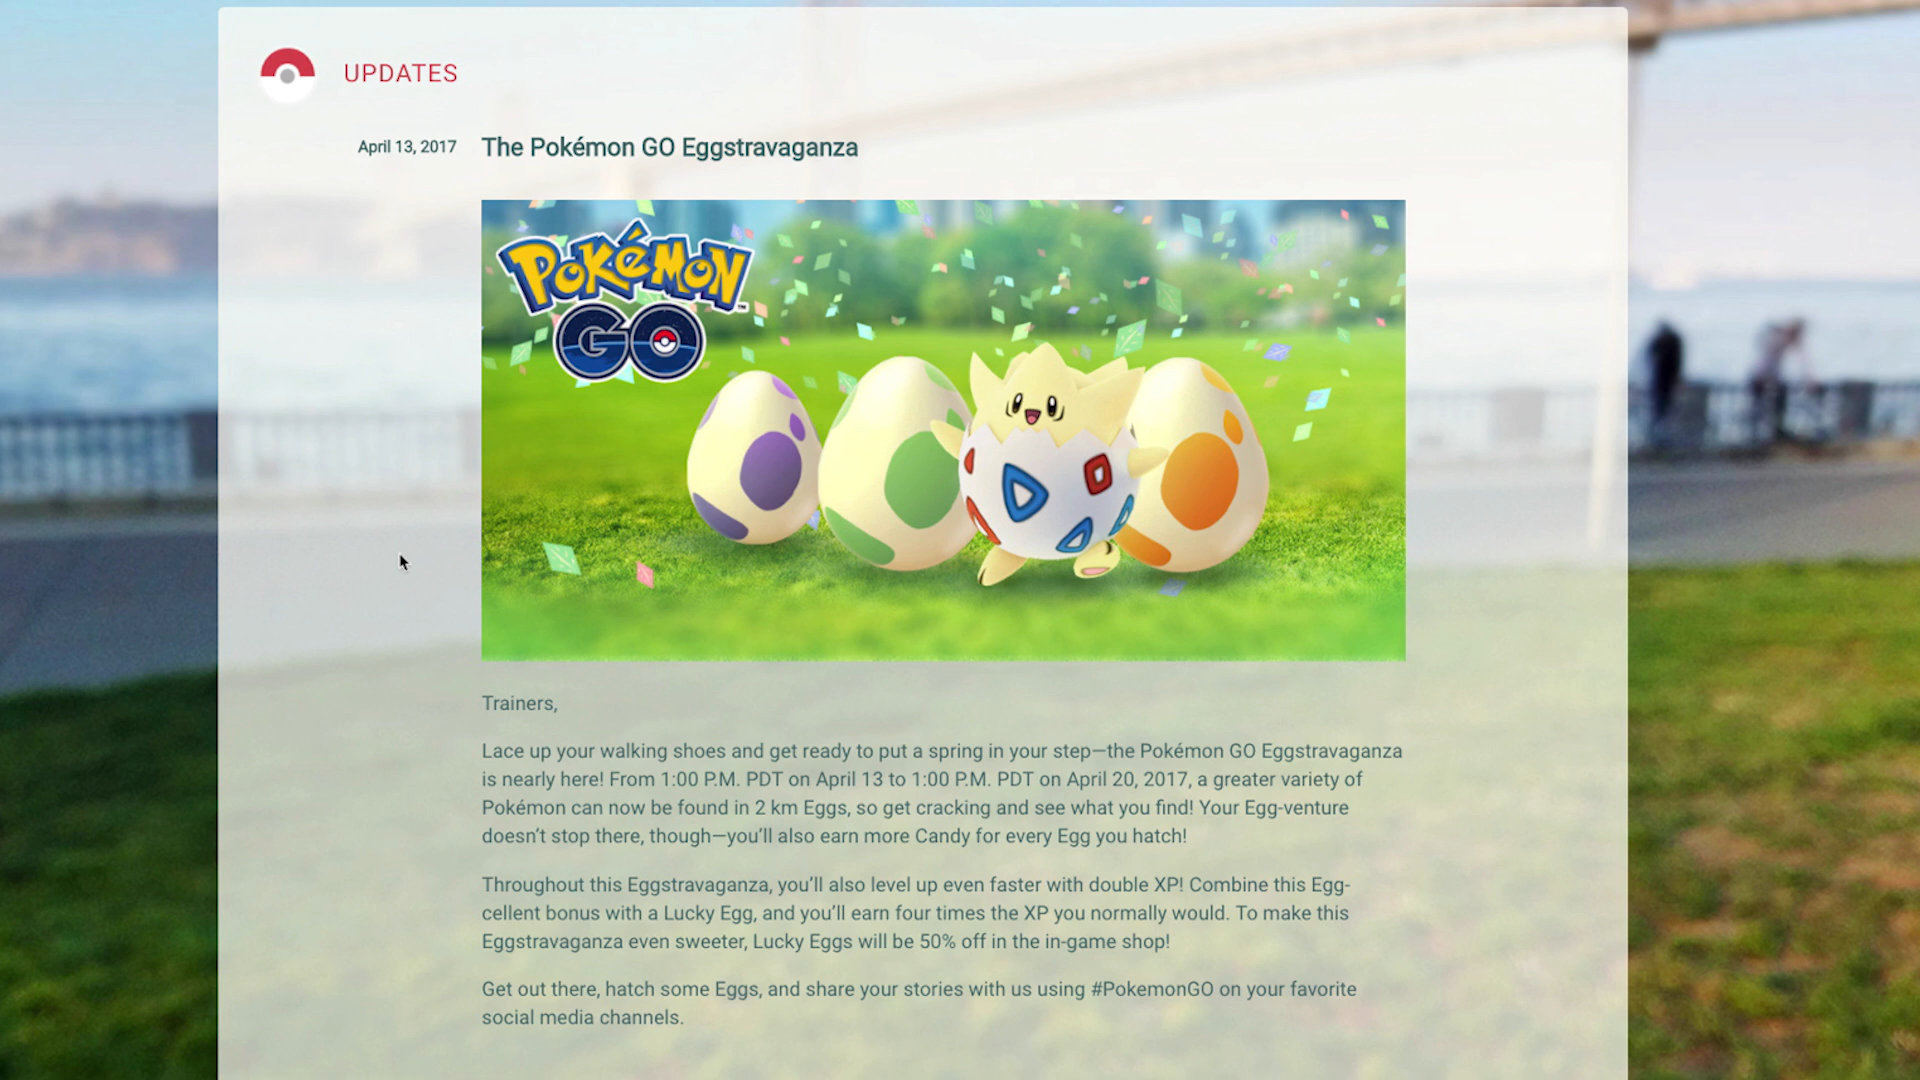 UPDATES
April 13, 2017
The Pokémon GO Eggstravaganza
POKéMON
™
GO
Trainers,
Lace up your walking shoes and get ready to put a spring in your step—the Pokémon GO Eggstravaganza
is nearly here! From 1:00 P.M. PDT on April 13 to 1:00 P.M. PDT on April 20, 2017, a greater variety of
Pokémon can now be found in 2 km Eggs, so get cracking and see what you find! Your Egg-venture
doesn’t stop there, though—you’ll also earn more Candy for every Egg you hatch!
Throughout this Eggstravaganza, you’ll also level up even faster with double XP! Combine this Egg-
cellent bonus with a Lucky Egg, and you’ll earn four times the XP you normally would. To make this
Eggstravaganza even sweeter, Lucky Eggs will be 50% off in the in-game shop!
Get out there, hatch some Eggs, and share your stories with us using #PokemonGO on your favorite
social media channels.